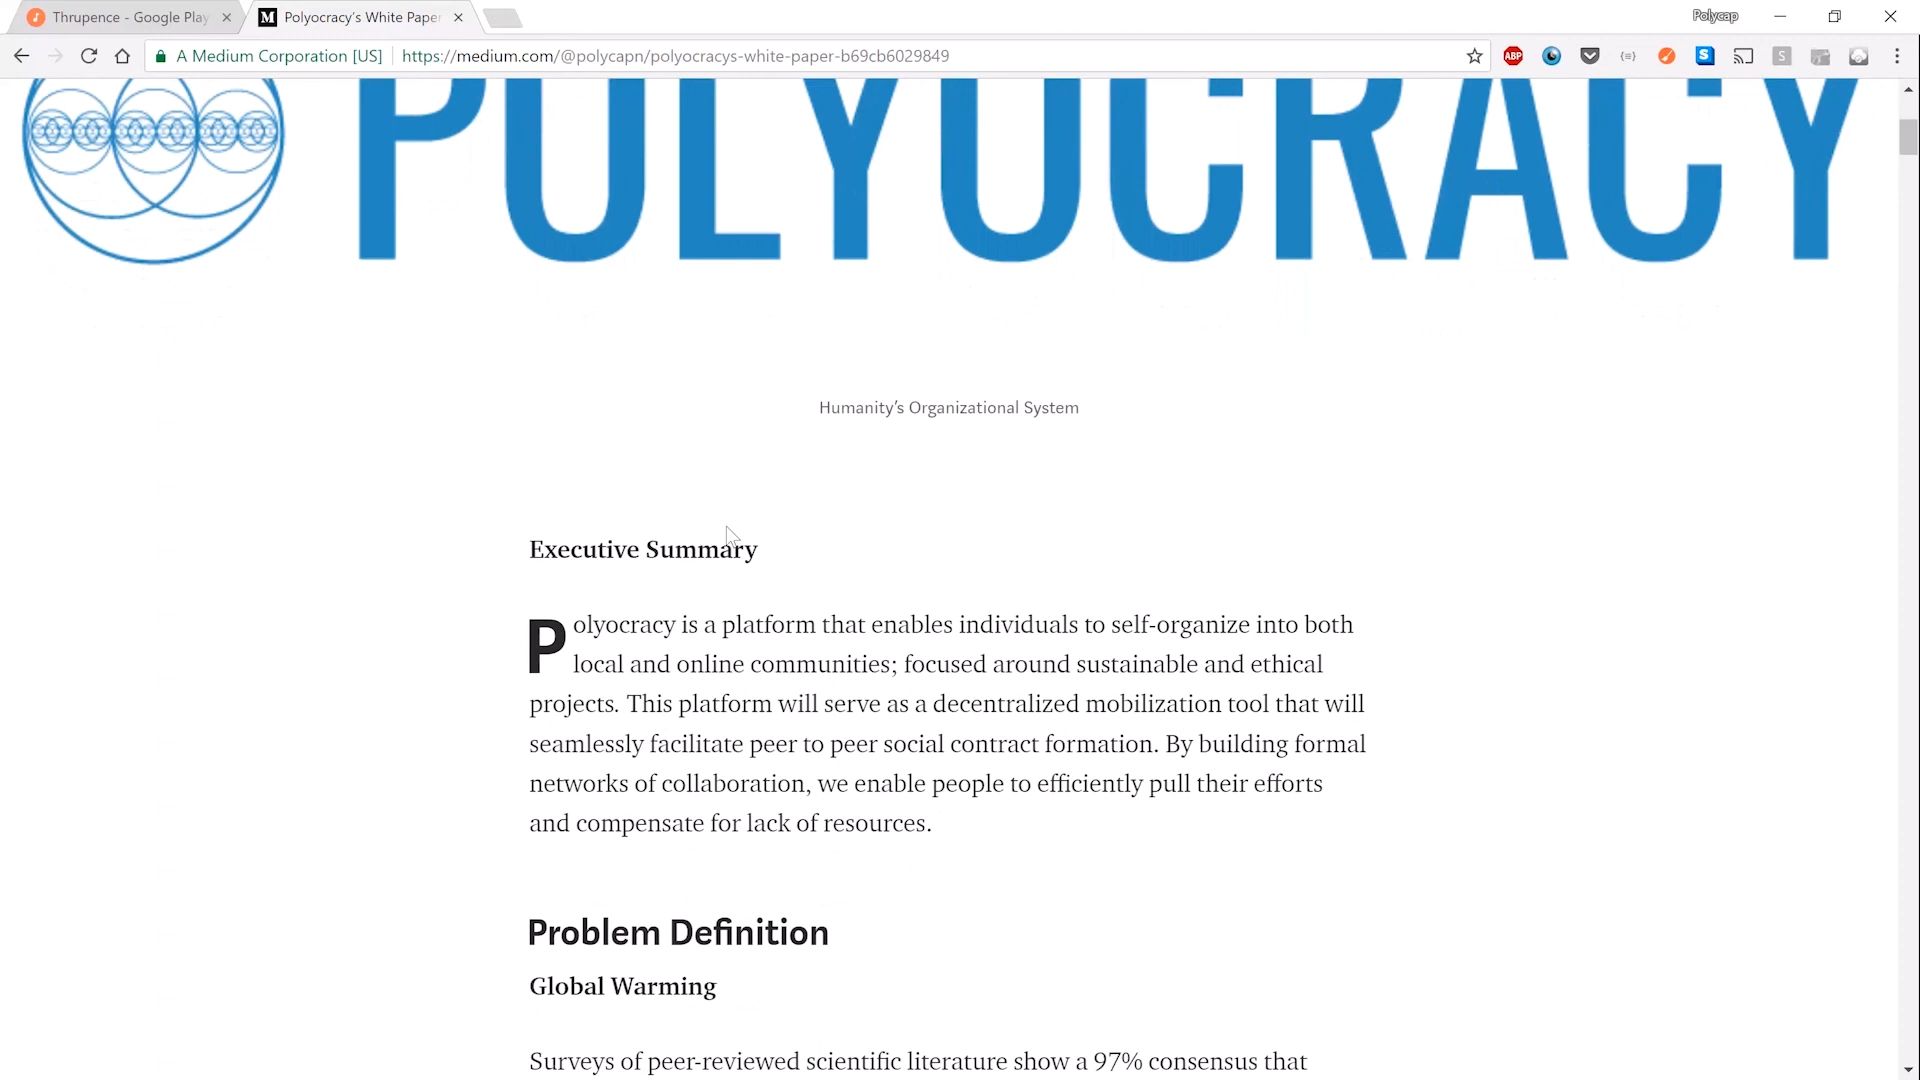 Thrupence - Google Play
Polyocracy's White Paper
Polycap
A Medium Corporation [US]
https://medium.com/@polycapn/polyocracys-white-paper-b69cb6029849
ABP
POLYOCRACY
Humanity's Organizational System
Executive Summary
Polyocracy is a platform that enables individuals to self-organize into both
local and online communities; focused around sustainable and ethical
projects. This platform will serve as a decentralized mobilization tool that will
seamlessly facilitate peer to peer social contract formation. By building formal
networks of collaboration, we enable people to efficiently pull their efforts
and compensate for lack of resources.
Problem Definition
Global Warming
Surveys of peer-reviewed scientific literature show a 97% consensus that